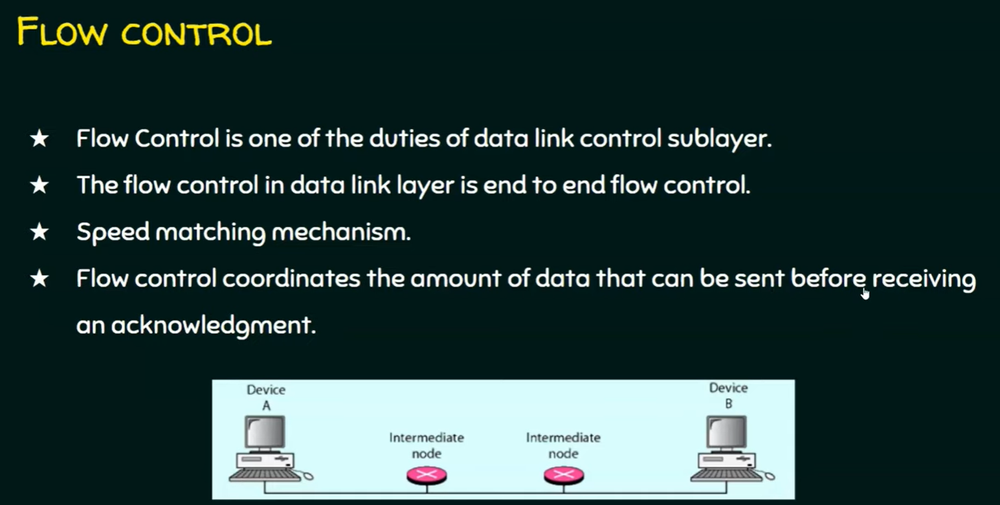 FLOW CONTROL
★ Flow Control is one of the duties of data link control sublayer.
★ The flow control in data link layer is end to end flow control.
★ Speed matching mechanism.
★ Flow control coordinates the amount of data that can be sent before receiving
an acknowledgment.
Device
A
Intermediate
node
Intermediate
node
Device
B